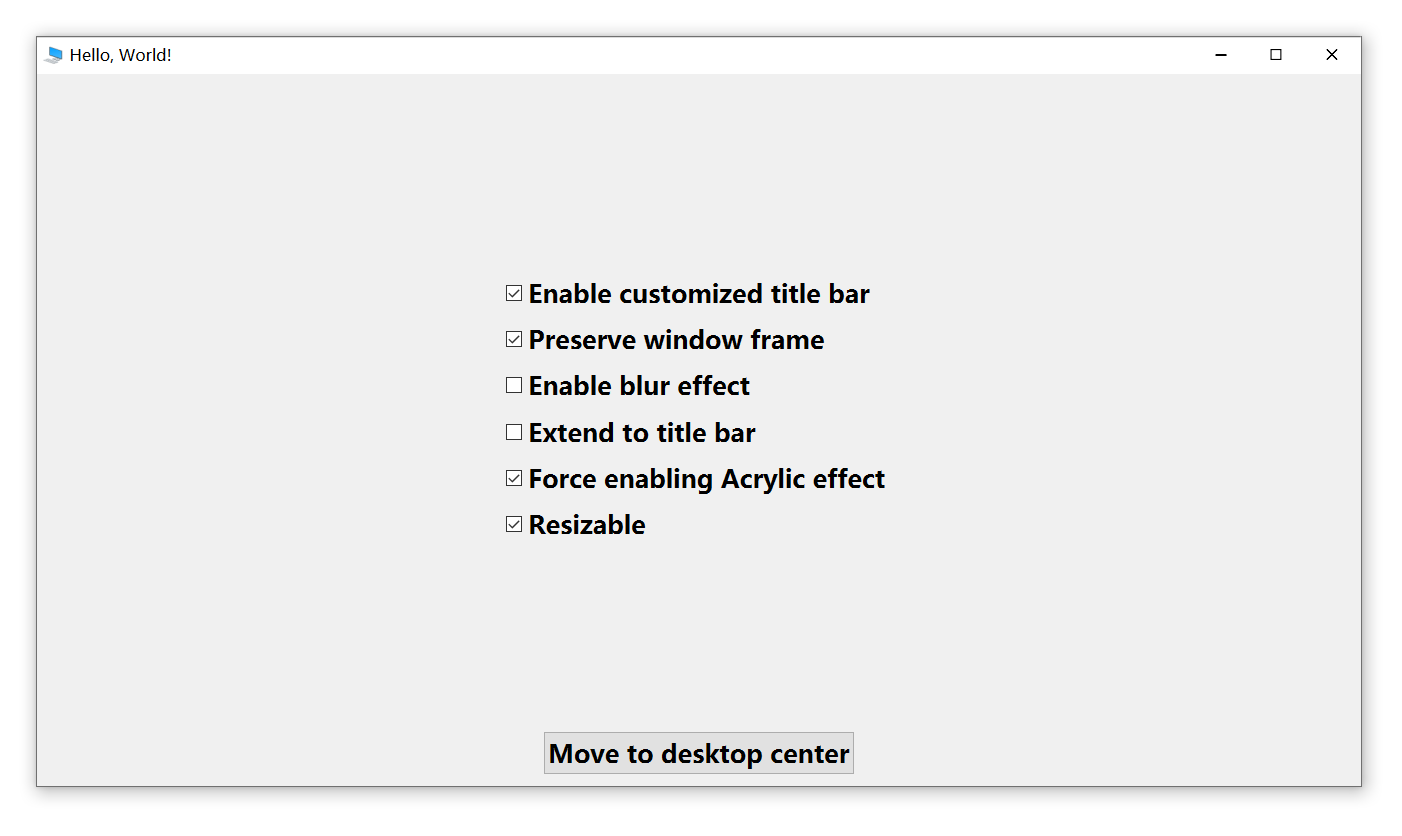 Hello, World!
Enable customized title bar
Preserve window frame
Enable blur effect
Extend to title bar
Force enabling Acrylic effect
Resizable
Move to desktop center